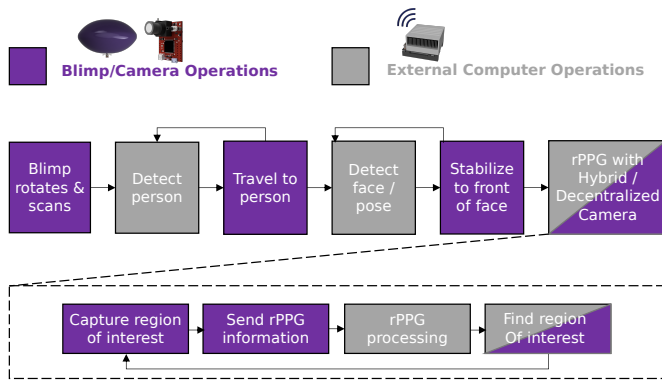 Blimp/Camera Operations
External Computer Operations
Blimp
rotates &
scans
Detect
person
Travel to
person
Detect
face /
pose
Stabilize
to front
of face
rPPG with
Hybrid /
Decentralized
Camera
Capture region
of interest
Send rPPG
information
rPPG
processing
Find region
Of interest